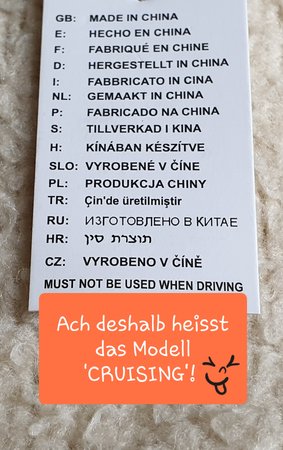 GB: MADE IN CHINA
E: HECHO EN CHINA
F: FABRIQUÉ EN CHINE
D: HERGESTELLT IN CHINA
I: FABBRICATO IN CINA
NL: GEMAAKT IN CHINA
P: FABRICADO NA CHINA
S: TILLVERKAD I KINA
H: KÍNÁBAN KÉSZÍTVE
SLO: VYROBENÉ V ČÍNE
PL: PRODUKCJA CHINY
TR: Çin'de üretilmiştir
RU: ИЗГОТОВЛЕНО В КИТАЕ
HR: תוצרת סין
CZ: VYROBENO V ČÍNĚ
MUST NOT BE USED WHEN DRIVING
Ach deshalb heisst
das Modell
'CRUISING'!